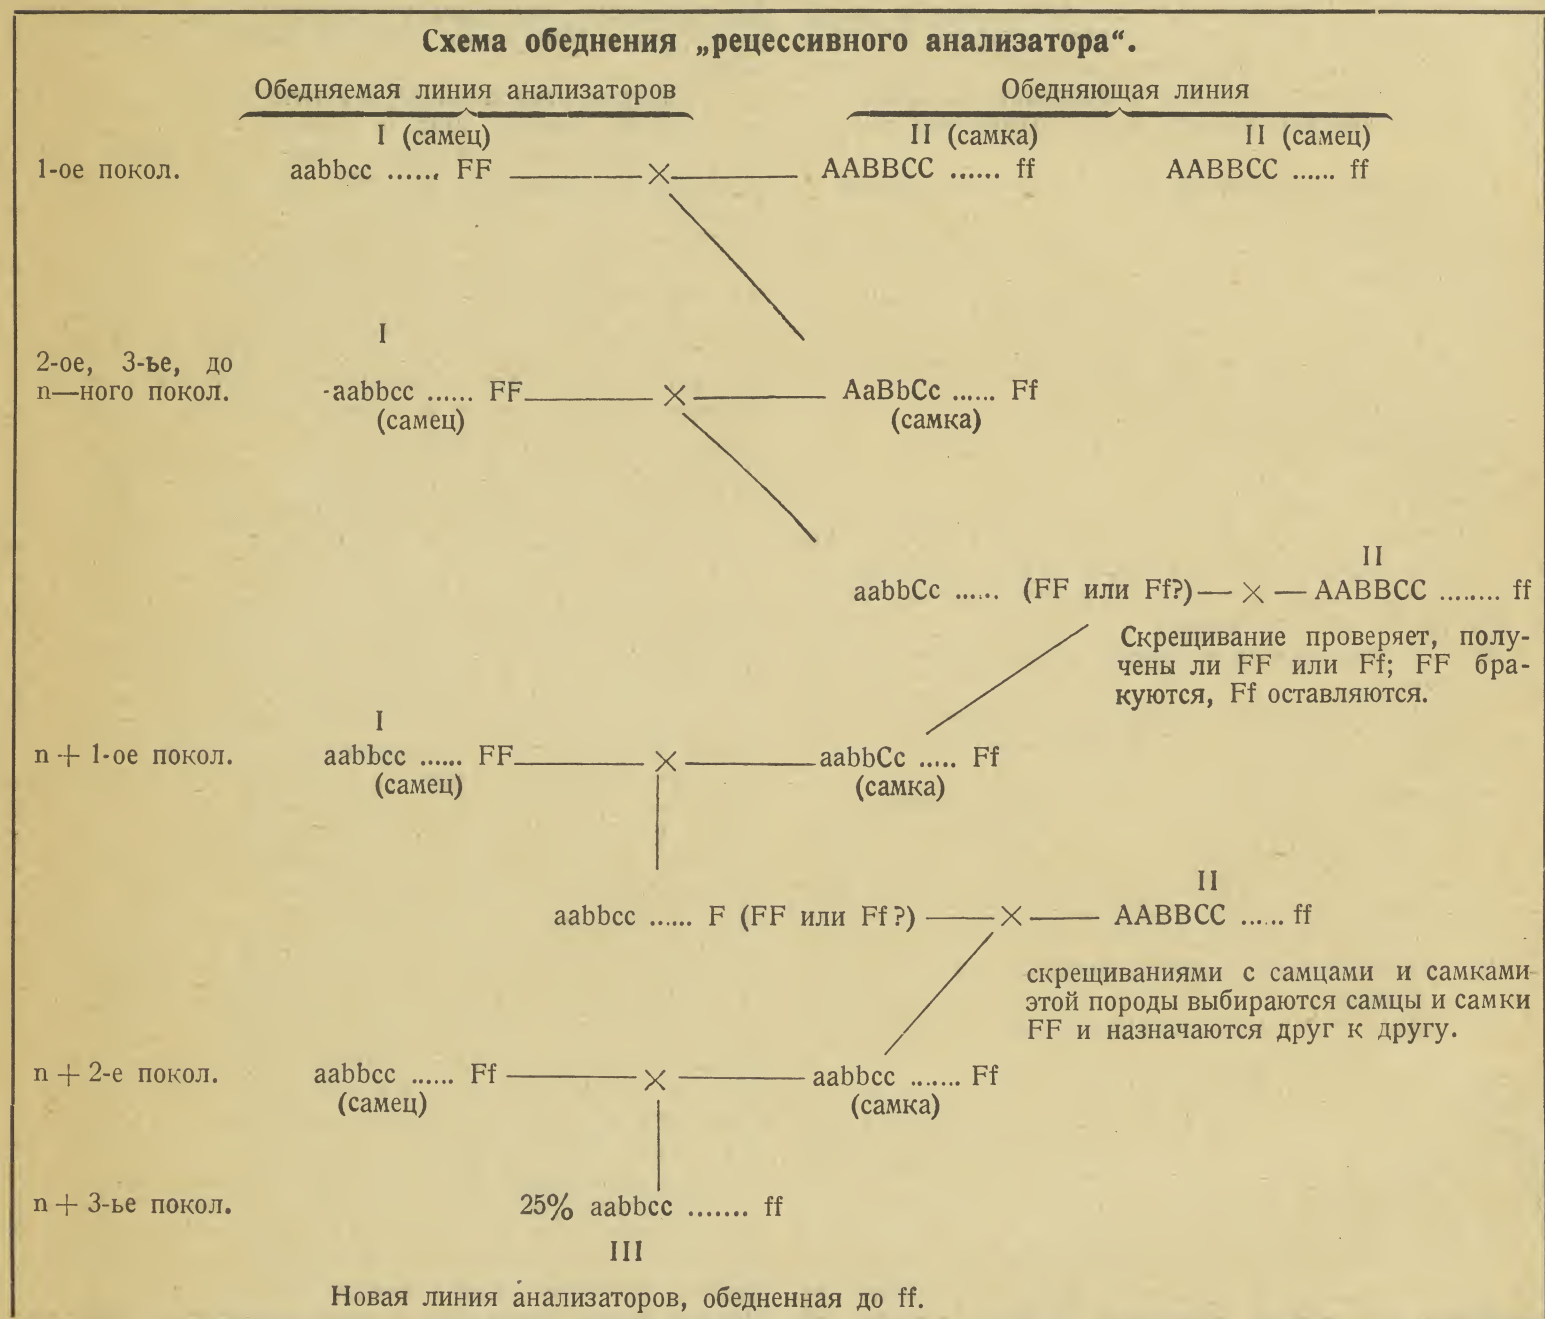 Схема обеднения „рецессивного анализатора“.
Обедняемая линия анализаторов Обедняющая линия
I (самец) II (самка) II (самец)
1-ое покол. aabbcc ...... FF × AABBCC ...... ff AABBCC ...... ff
I
2-ое, 3-ье, до
n—ного покол. aabbcc ...... FF × AaBbCc ...... Ff
(самец) (самка)
II
aabbCc ...... (FF или Ff?) — × — AABBCC ........ ff
Скрещивание проверяет, полу-
чены ли FF или Ff; FF бра-
куются, Ff оставляются.
I
n + 1-ое покол. aabbcc ...... FF × aabbCc ..... Ff
(самец) (самка)
II
aabbcc ...... F (FF или Ff?) — × — AABBCC ...... ff
скрещиваниями с самцами и самками
этой породы выбираются самцы и самки
FF и назначаются друг к другу.
n + 2-е покол. aabbcc ...... Ff × aabbcc ....... Ff
(самец) (самка)
n + 3-ье покол. 25% aabbcc ....... ff
III
Новая линия анализаторов, обедненная до ff.